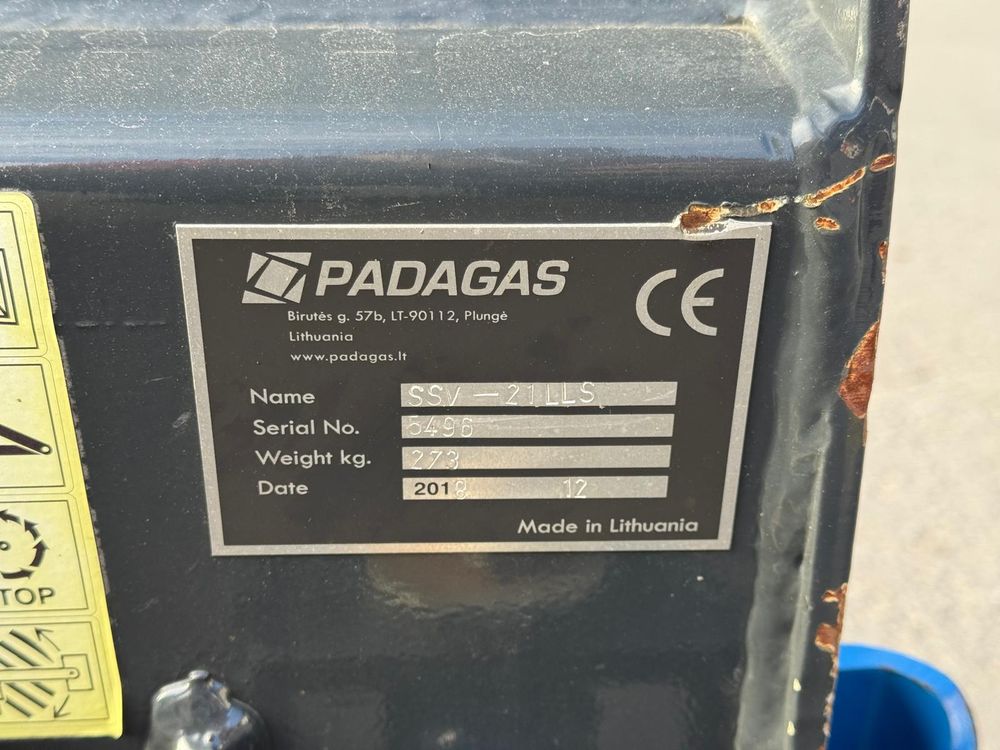 PADAGAS
CE
Birutės g. 57b, LT-90112, Plungė
Lithuania
www.padagas.lt
Name SSV-21LLS
Serial No. 5496
Weight kg. 273
Date 2018 12
Made in Lithuania
TOP